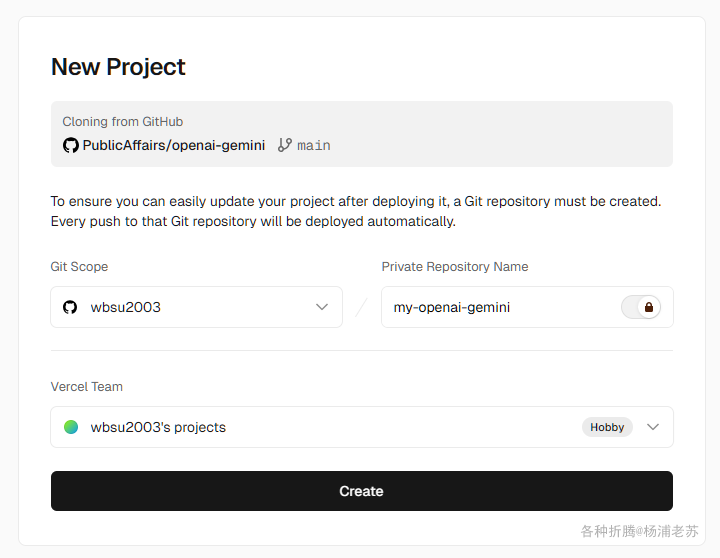 New Project
Cloning from GitHub
PublicAffairs/openai-gemini main
To ensure you can easily update your project after deploying it, a Git repository must be created.
Every push to that Git repository will be deployed automatically.
Git Scope
Private Repository Name
wbsu2003
/
my-openai-gemini
Vercel Team
wbsu2003's projects
Hobby
Create
各种折腾@杨浦老苏